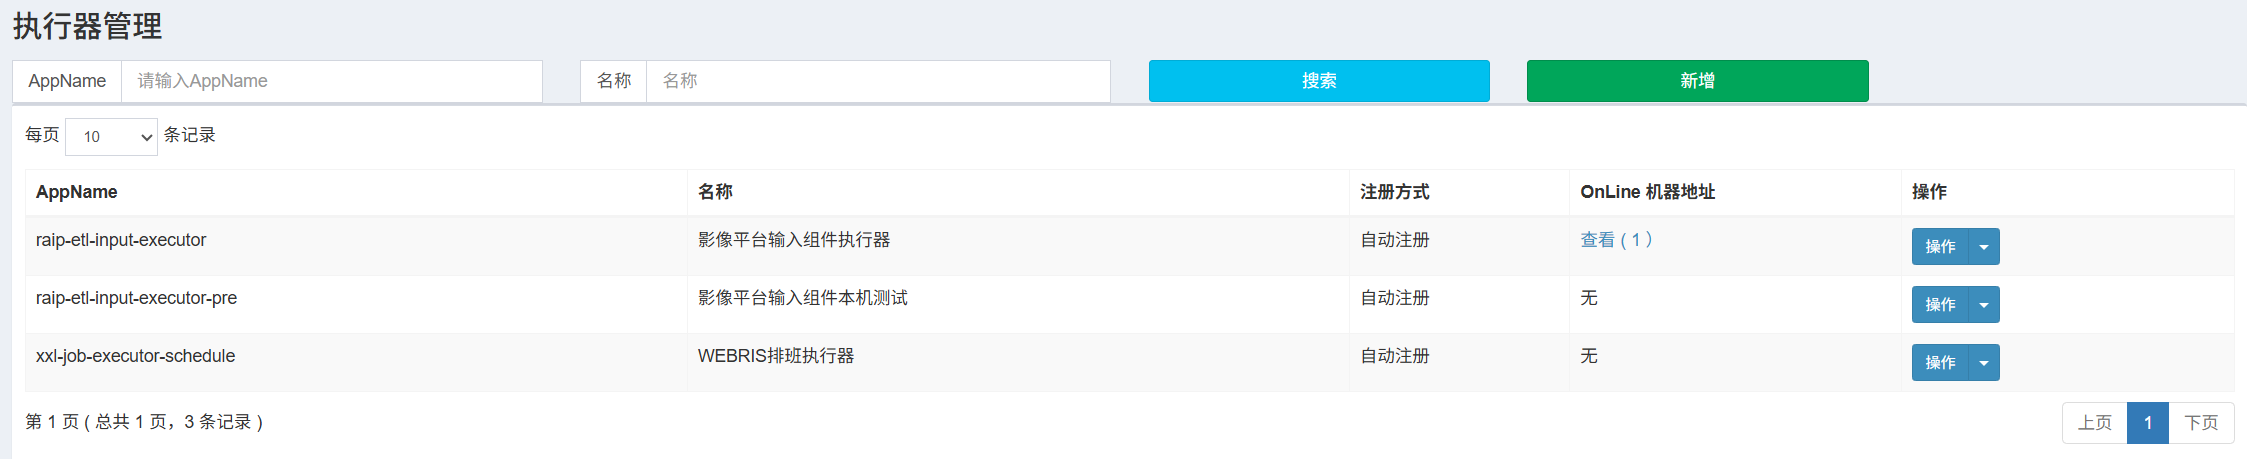 执行器管理
AppName 请输入AppName 名称 名称 搜索 新增
每页 10 条记录
AppName 名称 注册方式 OnLine 机器地址 操作
raip-etl-input-executor 影像平台输入组件执行器 自动注册 查看 ( 1 ) 操作
raip-etl-input-executor-pre 影像平台输入组件本机测试 自动注册 无 操作
xxl-job-executor-schedule WEBRIS排班执行器 自动注册 无 操作
第 1 页 ( 总共 1 页，3 条记录 ) 上页 1 下页